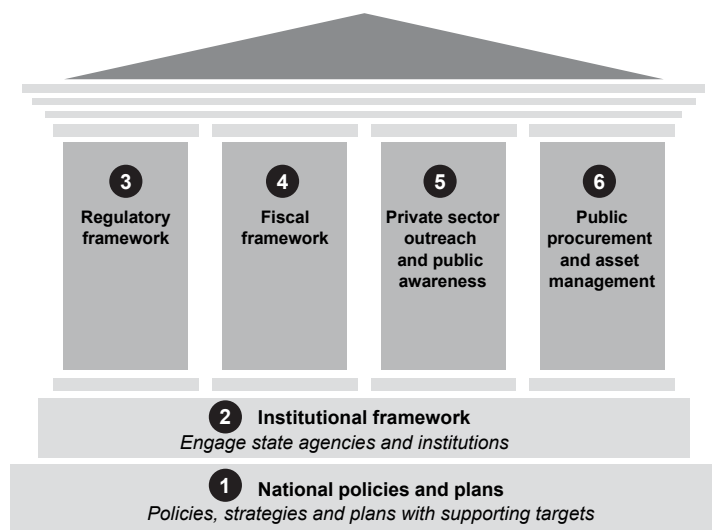 3
Regulatory
framework
4
Fiscal
framework
5
Private sector
outreach
and public
awareness
6
Public
procurement
and asset
management
2 Institutional framework
Engage state agencies and institutions
1 National policies and plans
Policies, strategies and plans with supporting targets